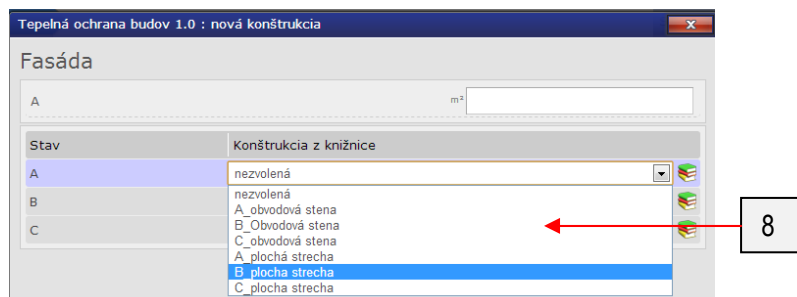 Tepelná ochrana budov 1.0 : nová konštrukcia
x
Fasáda
A m²
Stav Konštrukcia z knižnice
A nezvolená
B nezvolená
A_obvodová stena
B_Obvodová stena
C C_obvodová stena
A_plochá strecha
B_plocha strecha
C_plocha strecha
8